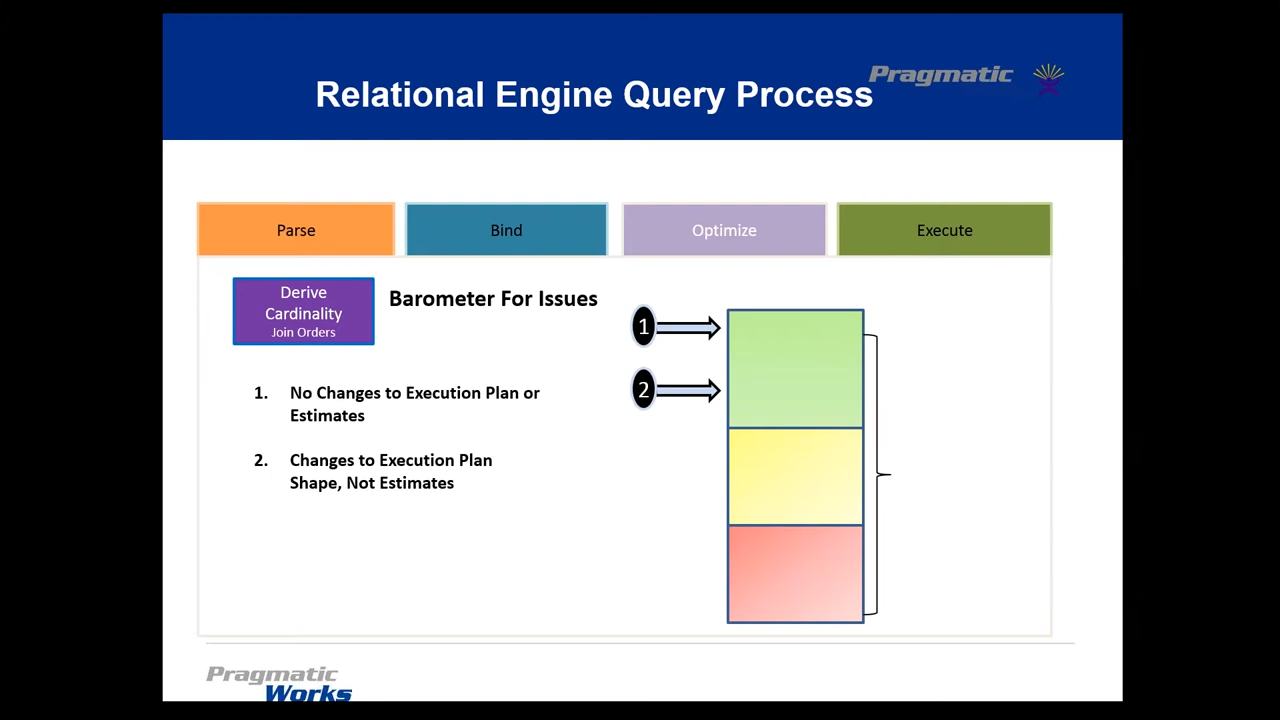 Pragmatic
Relational Engine Query Process
Parse
Bind
Optimize
Execute
Derive
Cardinality
Join Orders
Barometer For Issues
1
2
1. No Changes to Execution Plan or
Estimates
2. Changes to Execution Plan
Shape, Not Estimates
Pragmatic
Works